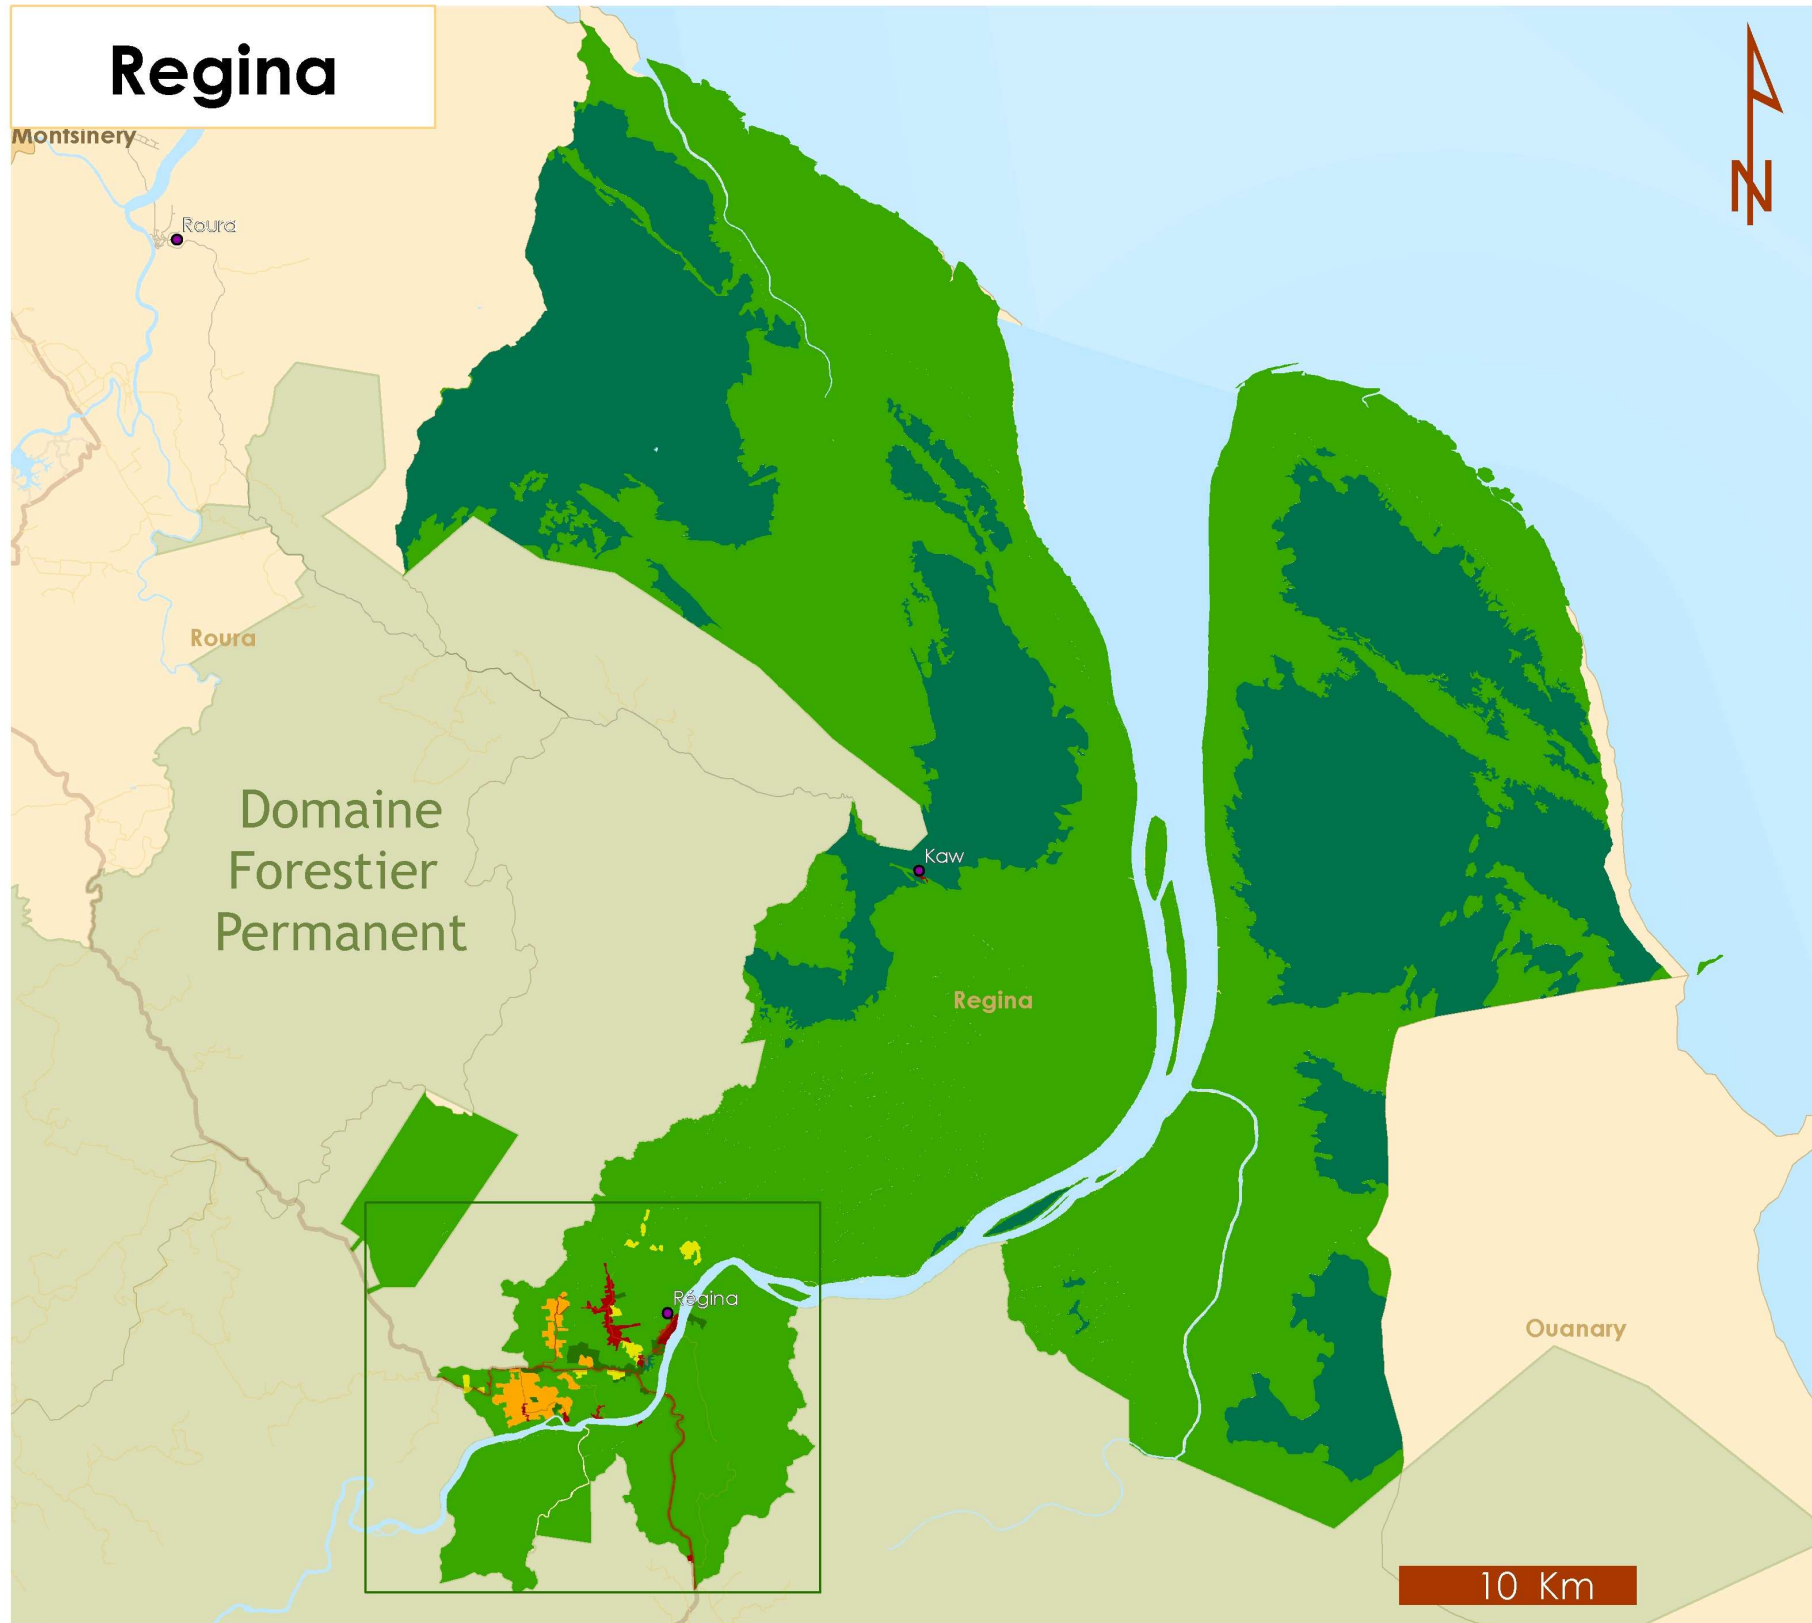 Regina
Montsinery
Roura
N
Roura
Domaine
Forestier
Permanent
Kaw
Regina
Régina
Ouanary
10 Km